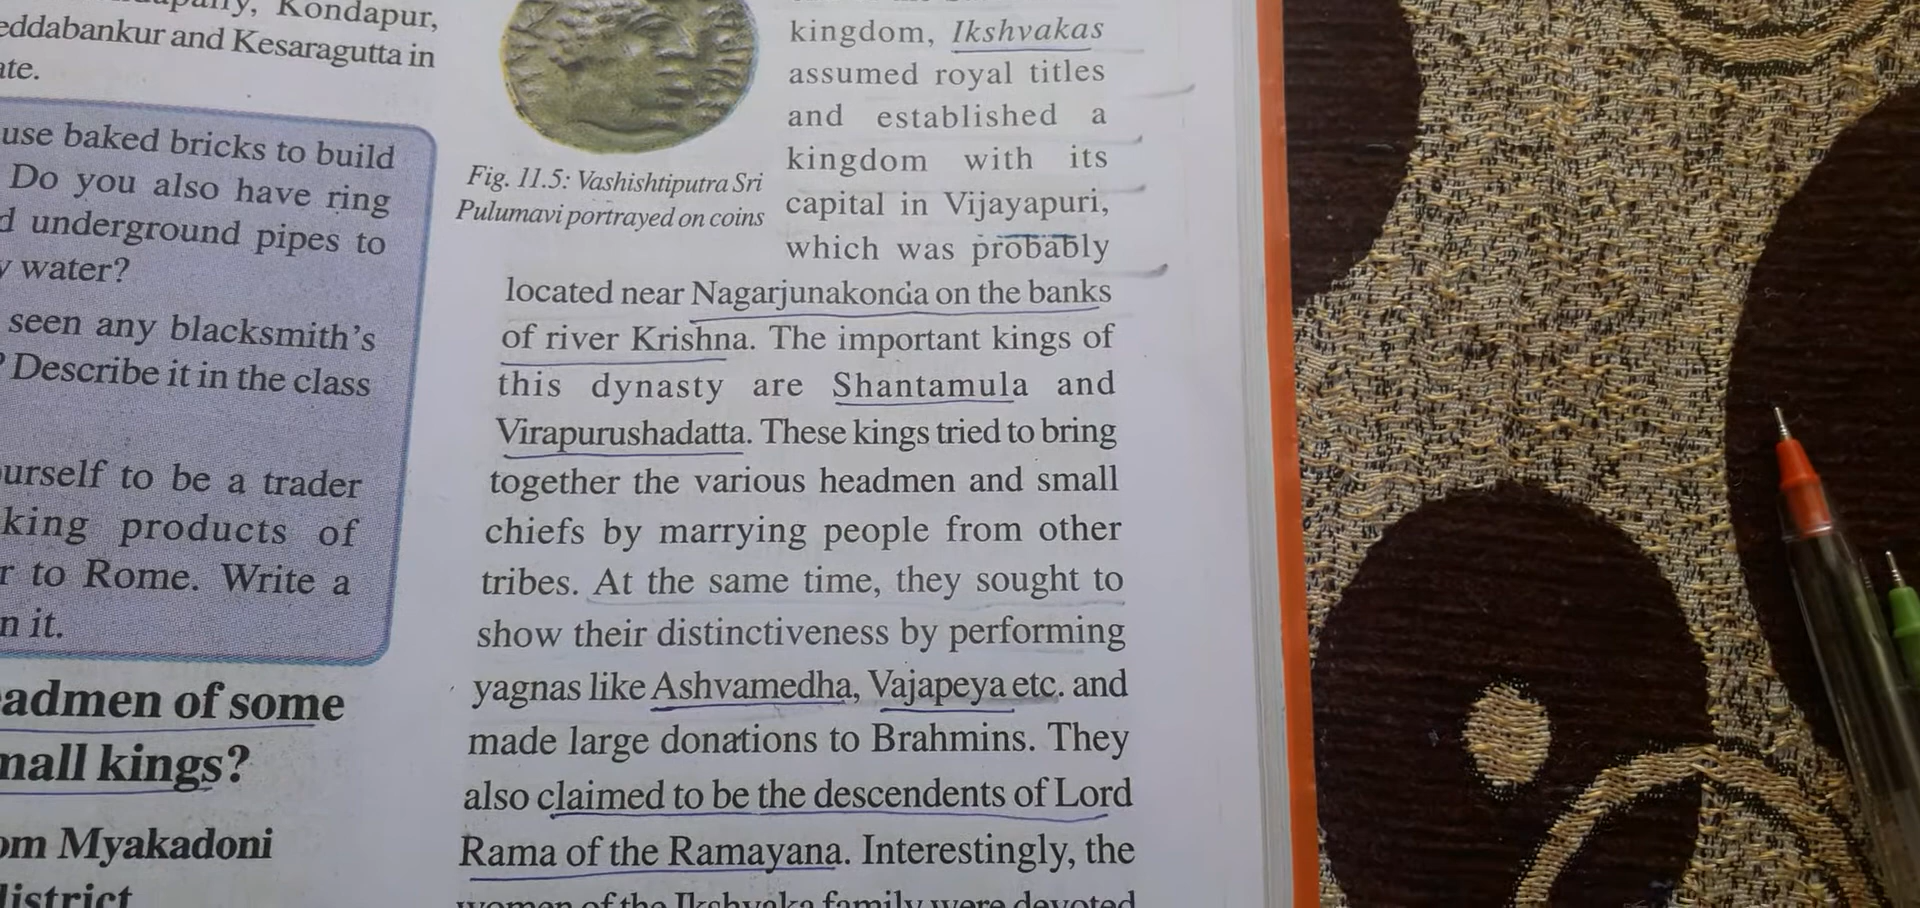 Kondapur,
and Kesaragutta in
use baked bricks to build
Do you also have ring
underground pipes to
water?
seen any blacksmith's
Describe it in the class
to be a trader
products of
to Rome. Write a
it.
of some
kings?
Myakadoni
Fig. 11.5: Vashishtiputra Sri
Pulumavi portrayed on coins
kingdom, Ikshvakas
assumed royal titles
and established a
kingdom with its
capital in Vijayapuri,
which was probably
located near Nagarjunakonda on the banks
of river Krishna. The important kings of
this dynasty are Shantamula and
Virapurushadatta. These kings tried to bring
together the various headmen and small
chiefs by marrying people from other
tribes. At the same time, they sought to
show their distinctiveness by performing
yagnas like Ashvamedha, Vajapeya etc. and
made large donations to Brahmins. They
also claimed to be the descendents of Lord
Rama of the Ramayana. Interestingly, the
women of the Ikshvaka family were devoted